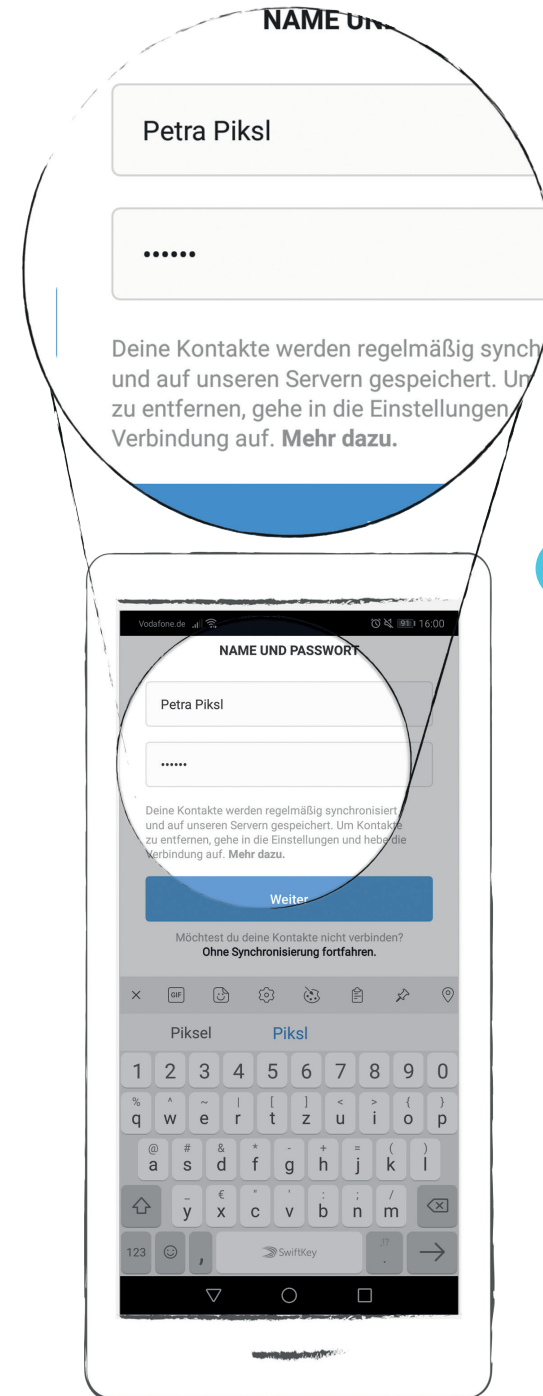 NAME UN
Petra Piksl
••••••
Deine Kontakte werden regelmäßig synch
und auf unseren Servern gespeichert. Um
zu entfernen, gehe in die Einstellungen
Verbindung auf. Mehr dazu.
Vodafone.de 91 16:00
NAME UND PASSWORT
Petra Piksl
••••••
Deine Kontakte werden regelmäßig synchronisiert
und auf unseren Servern gespeichert. Um Kontakte
zu entfernen, gehe in die Einstellungen und hebe die
Verbindung auf. Mehr dazu.
Weiter
Möchtest du deine Kontakte nicht verbinden?
Ohne Synchronisierung fortfahren.
GIF
Piksel Piksl
1 2 3 4 5 6 7 8 9 0
% ^ ~ | [ ] < > { }
q w e r t z u i o p
@ # & * - + = ( )
a s d f g h j k l
_ € " ' : ; /
y x c v b n m
123 , SwiftKey ,!? .